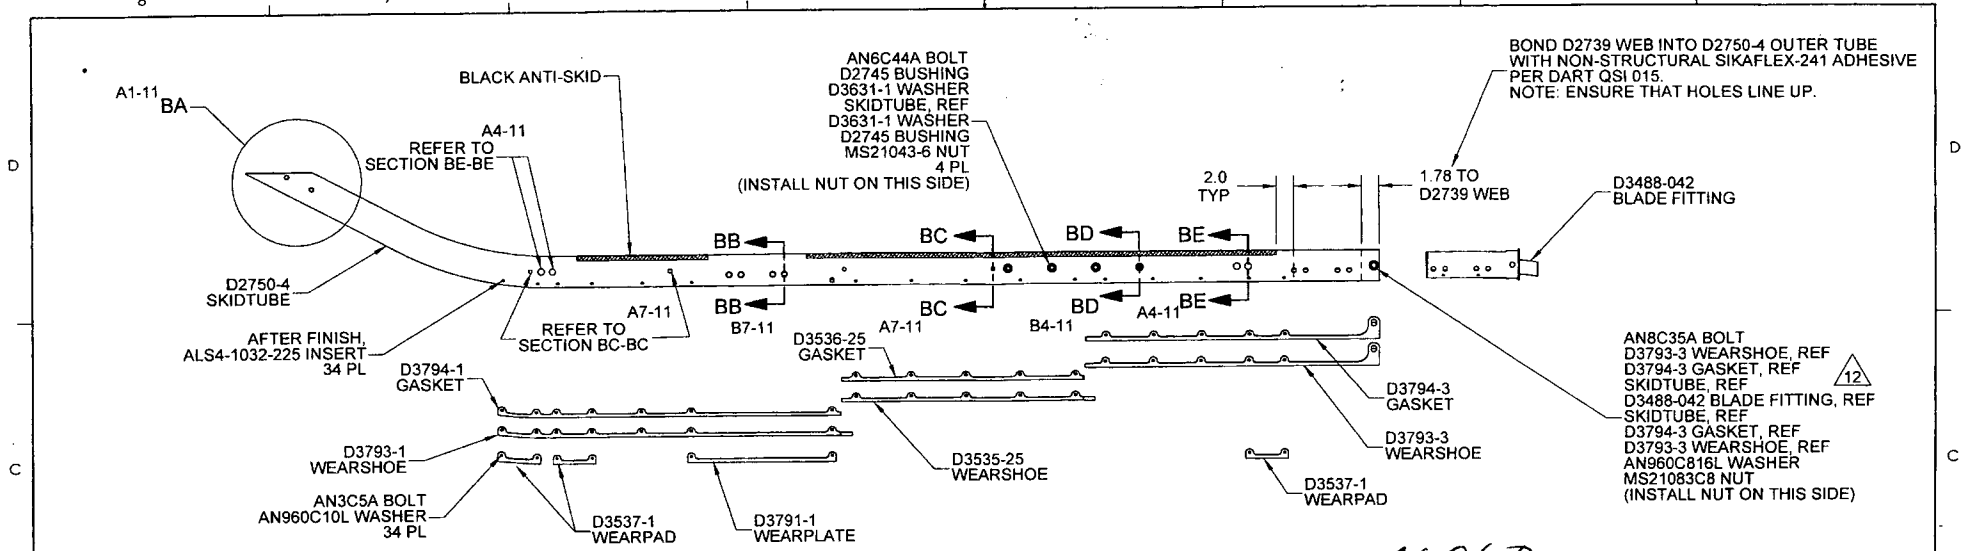 BOND D2739 WEB INTO D2750-4 OUTER TUBE
WITH NON-STRUCTURAL SIKAFLEX-241 ADHESIVE
PER DART QSI 015.
NOTE: ENSURE THAT HOLES LINE UP.
AN6C44A BOLT
D2745 BUSHING
D3631-1 WASHER
SKIDTUBE, REF
D3631-1 WASHER
D2745 BUSHING
MS21043-6 NUT
4 PL
(INSTALL NUT ON THIS SIDE)
BLACK ANTI-SKID
A1-11
BA
A4-11
REFER TO
SECTION BE-BE
D
D
2.0
TYP
1.78 TO
D2739 WEB
D3488-042
BLADE FITTING
BB
BC
BD
BE
D2750-4
SKIDTUBE
BB
BC
BD
BE
A7-11
B7-11
A7-11
B4-11
A4-11
REFER TO
SECTION BC-BC
AFTER FINISH,
ALS4-1032-225 INSERT
34 PL
D3536-25
GASKET
D3794-1
GASKET
D3794-3
GASKET
AN8C35A BOLT
D3793-3 WEARSHOE, REF
D3794-3 GASKET, REF
SKIDTUBE, REF
D3488-042 BLADE FITTING, REF
SKIDTUBE, REF
D3794-3 GASKET, REF
D3793-3 WEARSHOE, REF
AN960C816L WASHER
MS21083C8 NUT
(INSTALL NUT ON THIS SIDE)
12
D3793-1
WEARSHOE
D3535-25
WEARSHOE
D3793-3
WEARSHOE
C
C
AN3C5A BOLT
AN960C10L WASHER
34 PL
D3537-1
WEARPAD
D3791-1
WEARPLATE
D3537-1
WEARPAD